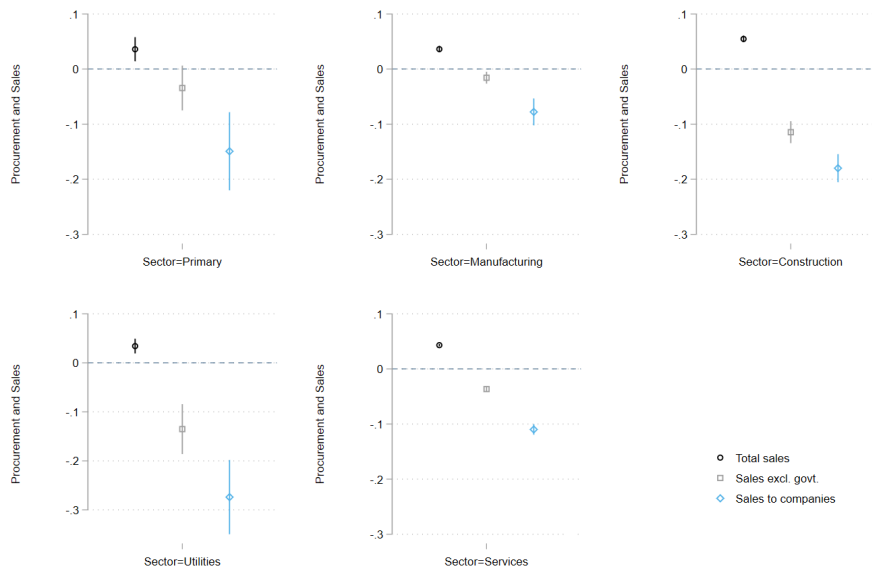 Procurement and Sales
.1
0
-.1
-.2
-.3
Sector=Primary
Procurement and Sales
.1
0
-.1
-.2
-.3
Sector=Manufacturing
Procurement and Sales
.1
0
-.1
-.2
-.3
Sector=Construction
Procurement and Sales
.1
0
-.1
-.2
-.3
Sector=Utilities
Procurement and Sales
.1
0
-.1
-.2
-.3
Sector=Services
Total sales
Sales excl. govt.
Sales to companies